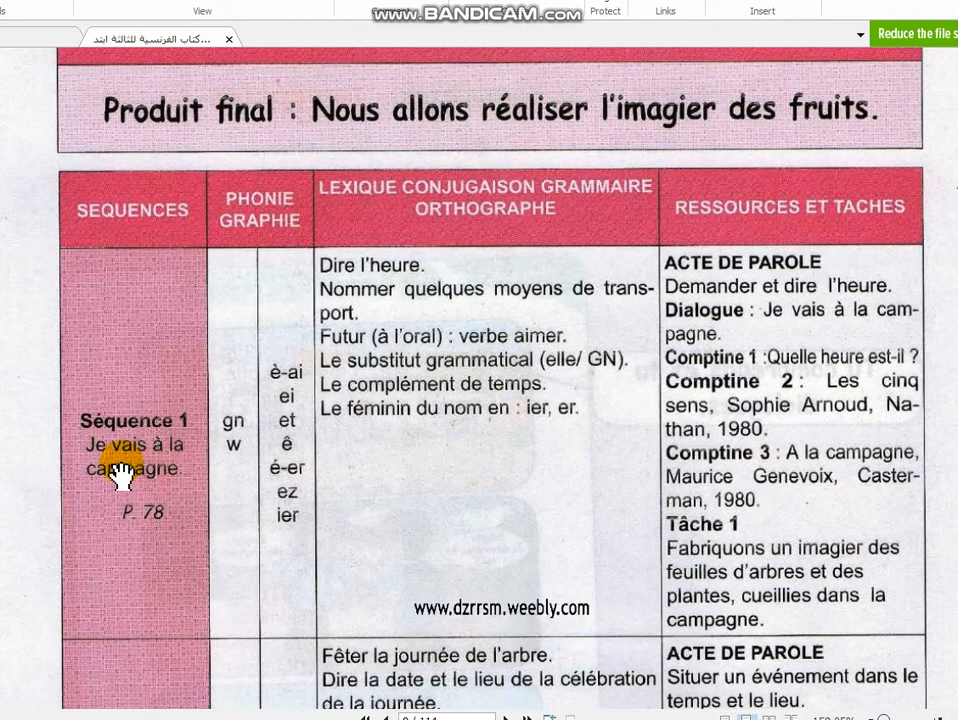 View
Comment
Protect
Links
Insert
www.BANDICAM.com
كتاب الفرنسية للثالثة ابتد...
Reduce the file s
Produit final : Nous allons réaliser l'imagier des fruits.
SEQUENCES
PHONIE
GRAPHIE
LEXIQUE CONJUGAISON GRAMMAIRE
ORTHOGRAPHE
RESSOURCES ET TACHES
Séquence 1
Je vais à la
campagne.
P. 78
gn
w
è-ai
ei
et
ê
é-er
ez
ier
Dire l'heure.
Nommer quelques moyens de trans-
port.
Futur (à l'oral) : verbe aimer.
Le substitut grammatical (elle/ GN).
Le complément de temps.
Le féminin du nom en : ier, er.
www.dzrrsm.weebly.com
ACTE DE PAROLE
Demander et dire l'heure.
Dialogue : Je vais à la cam-
pagne.
Comptine 1 :Quelle heure est-il ?
Comptine 2 : Les cinq
sens, Sophie Arnoud, Na-
than, 1980.
Comptine 3 : A la campagne,
Maurice Genevoix, Caster-
man, 1980.
Tâche 1
Fabriquons un imagier des
feuilles d'arbres et des
plantes, cueillies dans la
campagne.
Fêter la journée de l'arbre.
Dire la date et le lieu de la célébration
de la journée.
ACTE DE PAROLE
Situer un événement dans le
temps et le lieu.